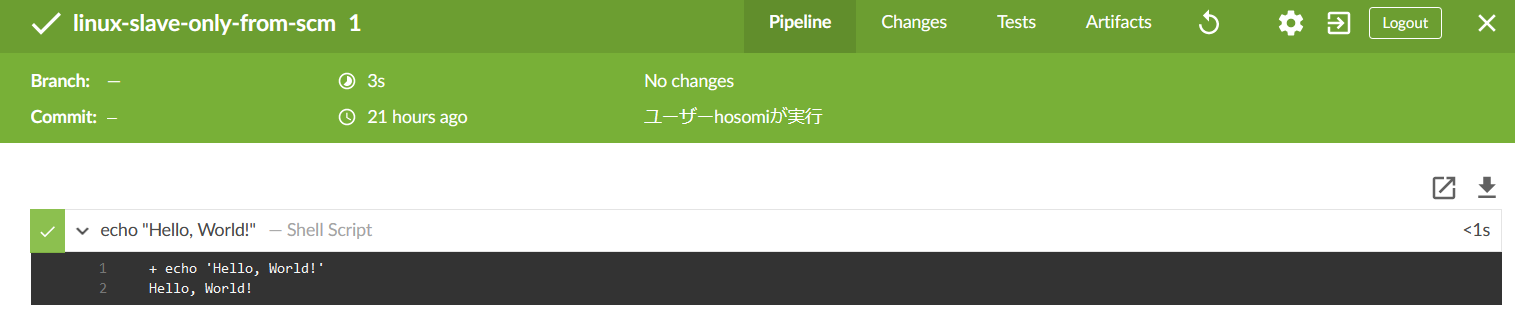 linux-slave-only-from-scm 1 Pipeline Changes Tests Artifacts Logout
Branch: — 3s No changes
Commit: — 21 hours ago ユーザーhosomiが実行
echo "Hello, World!" — Shell Script <1s
1 + echo 'Hello, World!'
2 Hello, World!